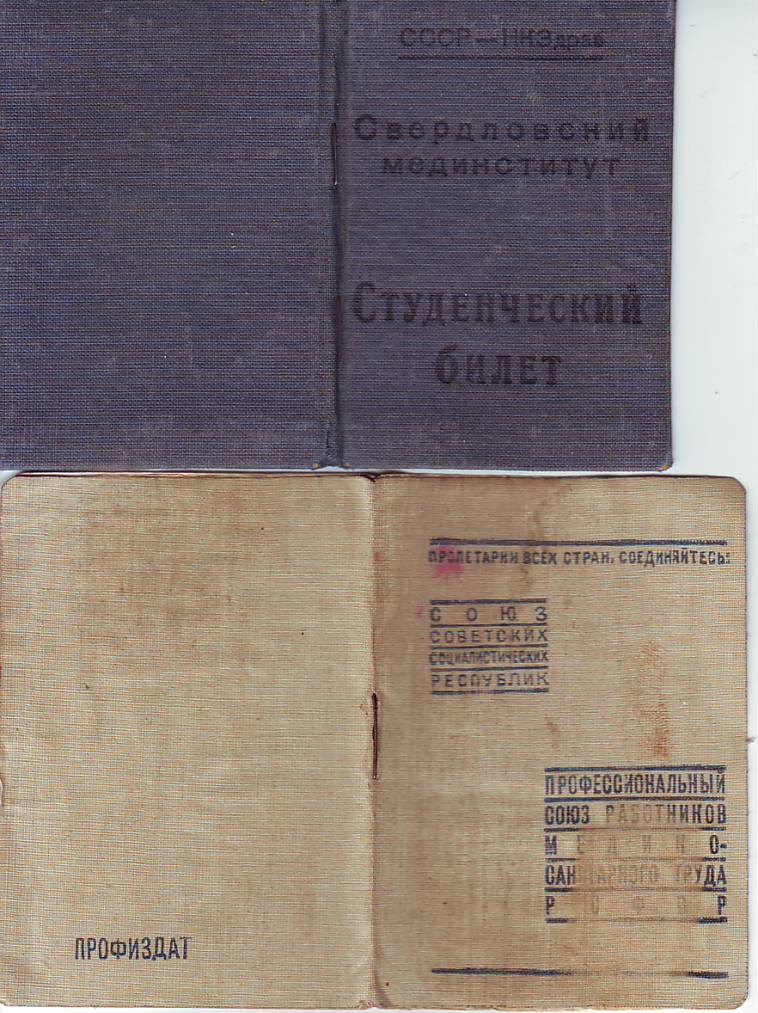 СССР — НКЗдрав
Свердловский
мединститут
Студенческий
билет
ПРОЛЕТАРИИ ВСЕХ СТРАН, СОЕДИНЯЙТЕСЬ!
СОЮЗ
СОВЕТСКИХ
СОЦИАЛИСТИЧЕСКИХ
РЕСПУБЛИК
ПРОФЕССИОНАЛЬНЫЙ
СОЮЗ РАБОТНИКОВ
МЕДИКО-
САНИТАРНОГО ТРУДА
ПРОФИЗДАТ